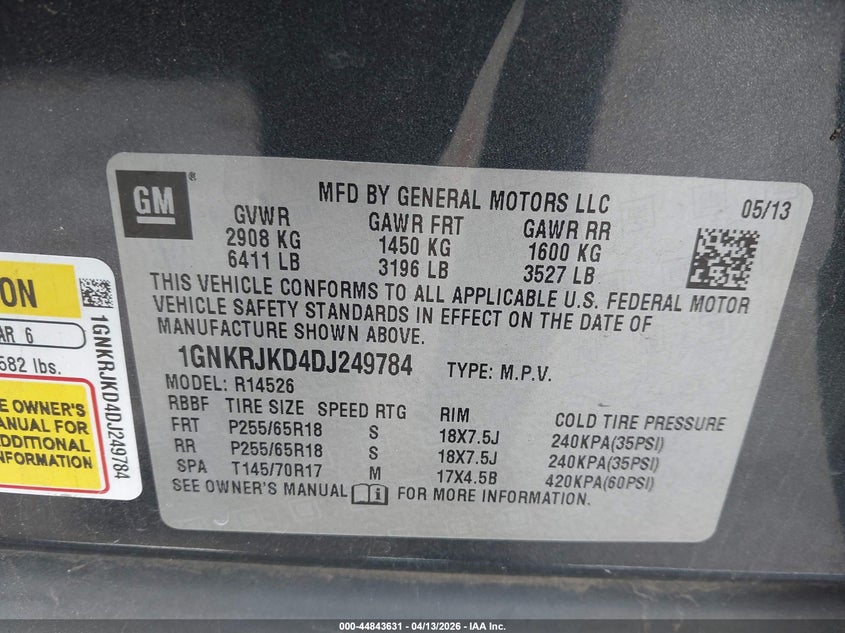 GM®
MFD BY GENERAL MOTORS LLC
05/13
GVWR GAWR FRT GAWR RR
2908 KG 1450 KG 1600 KG
6411 LB 3196 LB 3527 LB
THIS VEHICLE CONFORMS TO ALL APPLICABLE U.S. FEDERAL MOTOR
VEHICLE SAFETY STANDARDS IN EFFECT ON THE DATE OF
MANUFACTURE SHOWN ABOVE.
1GNKRJKD4DJ249784 TYPE: M.P.V.
MODEL: R14526
RBBF TIRE SIZE SPEED RTG RIM COLD TIRE PRESSURE
FRT P255/65R18 S 18X7.5J 240KPA(35PSI)
RR P255/65R18 S 18X7.5J 240KPA(35PSI)
SPA T145/70R17 M 17X4.5B 420KPA(60PSI)
SEE OWNER'S MANUAL FOR MORE INFORMATION.
ON
AR 6
582 lbs.
E OWNER'S
ANUAL FOR
DDITIONAL
NFORMATION
1GNKRJKD4DJ249784
000-44843631 - 04/13/2026 - IAA Inc.